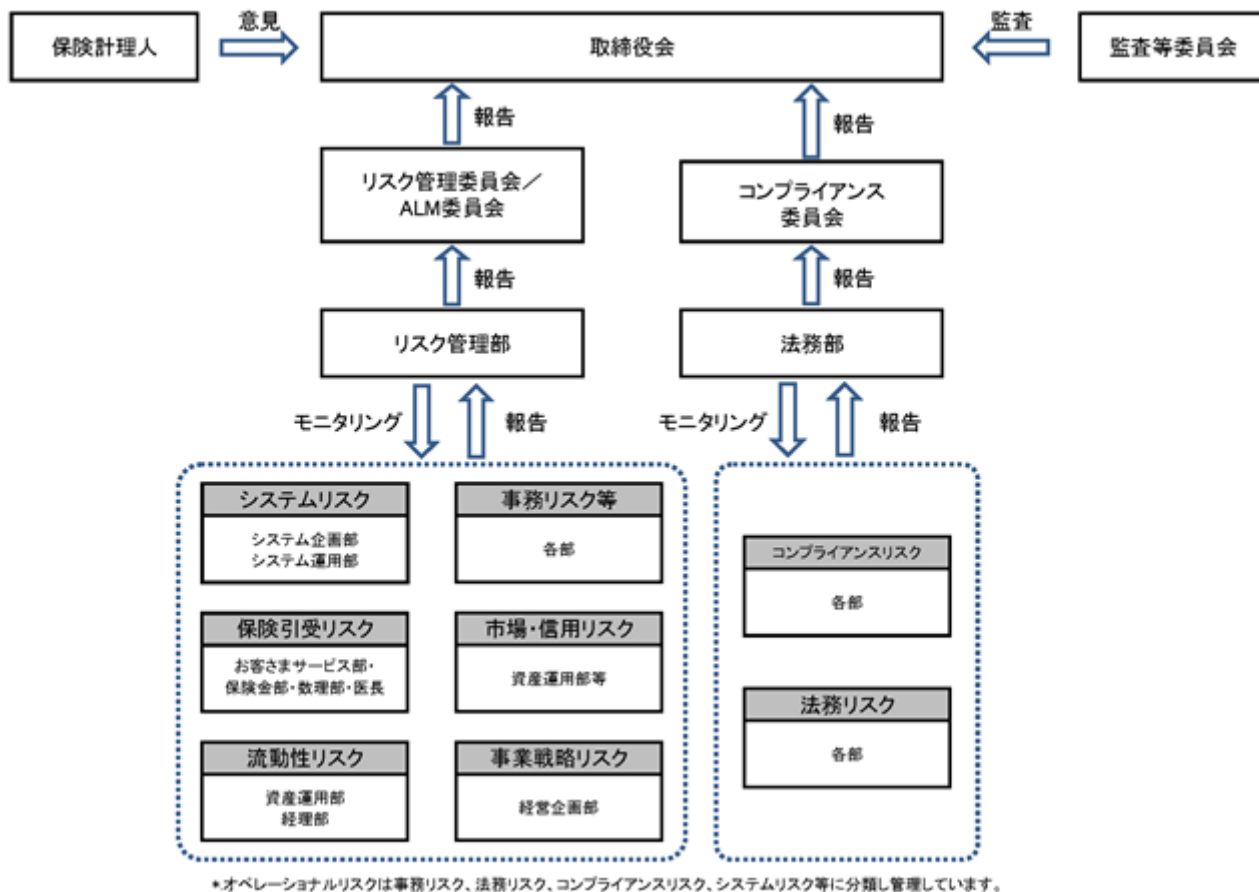 意見
監査
保険計理人
取締役会
監査等委員会
報告
報告
リスク管理委員会／
ALM委員会
コンプライアンス
委員会
報告
報告
リスク管理部
法務部
モニタリング
報告
モニタリング
報告
システムリスク
システム企画部
システム運用部
事務リスク等
各部
保険引受リスク
お客さまサービス部・
保険金部・数理部・医長
市場・信用リスク
資産運用部等
流動性リスク
資産運用部
経理部
事業戦略リスク
経営企画部
コンプライアンスリスク
各部
法務リスク
各部
*オペレーショナルリスクは事務リスク、法務リスク、コンプライアンスリスク、システムリスク等に分類し管理しています。